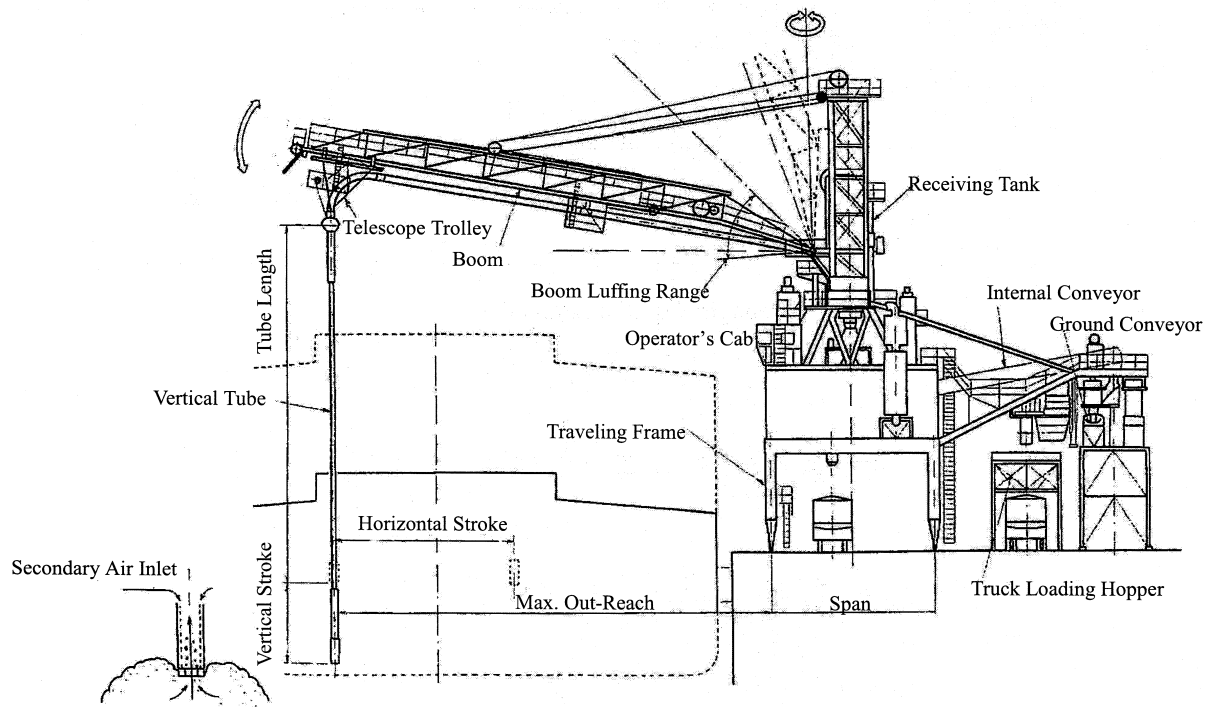 Receiving Tank
Telescope Trolley
Boom
Tube Length
Boom Luffing Range
Internal Conveyor
Ground Conveyor
Operator's Cab
Vertical Tube
Traveling Frame
Horizontal Stroke
Secondary Air Inlet
Vertical Stroke
Max. Out-Reach
Span
Truck Loading Hopper